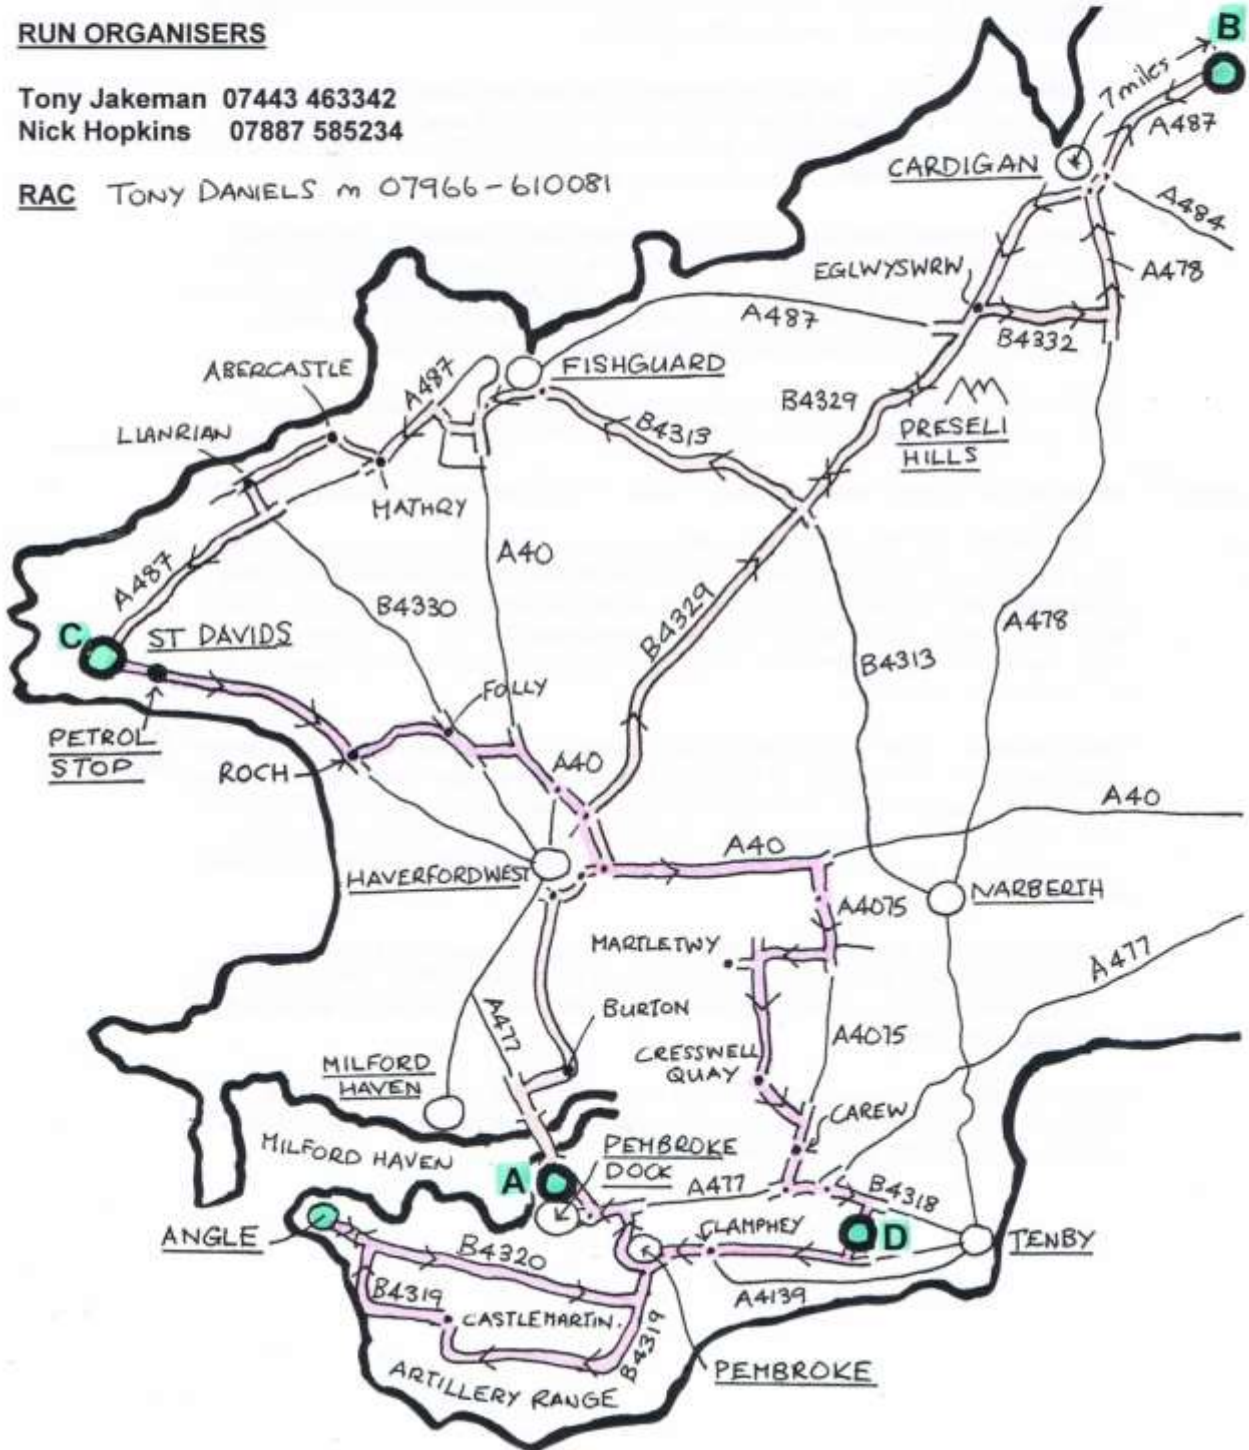 RUN ORGANISERS
Tony Jakeman 07443 463342
Nick Hopkins 07887 585234
RAC TONY DANIELS m 07966-610081
B
7 miles
A487
CARDIGAN
A484
EGLWYSWRW
A478
A487
B4332
ABERCASTLE
A487
FISHGUARD
B4329
LLANRIAN
B4313
PRESELI
HILLS
MATHRY
A40
A487
B4330
B4329
A478
C
ST DAVIDS
B4313
FOLLY
PETROL
STOP
ROCH
A40
A40
HAVERFORDWEST
A40
NARBERTH
A4075
MARTLETWY
A477
A477
BURTON
A4075
CRESSWELL
QUAY
MILFORD
HAVEN
CAREW
MILFORD HAVEN
PEMBROKE
DOCK
A
A477
B4318
ANGLE
LAMPHEY
D
TENBY
B4320
B4319
A4139
CASTLEMARTIN.
B4319
ARTILLERY RANGE
PEMBROKE